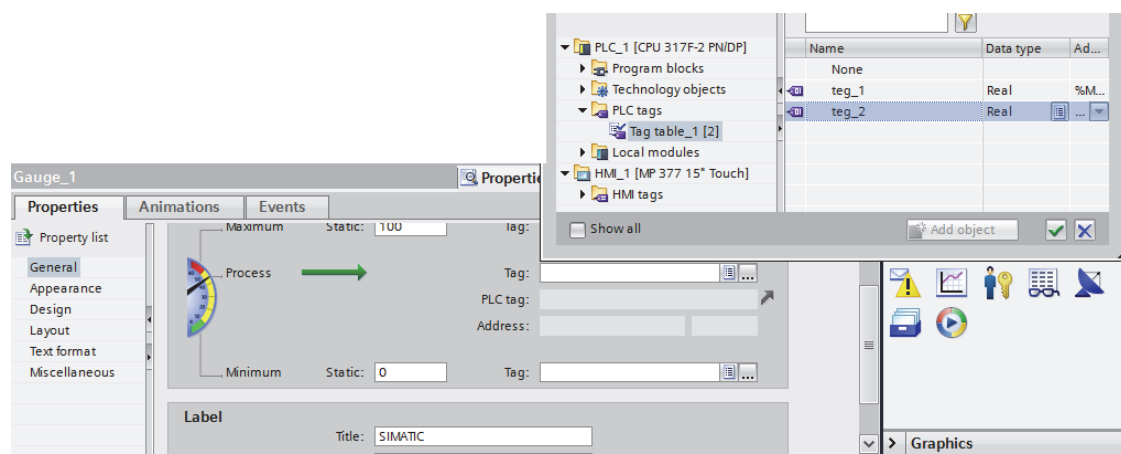 PLC_1 [CPU 317F-2 PN/DP]
Program blocks
Technology objects
PLC tags
Tag table_1 [2]
Local modules
HMI_1 [MP 377 15" Touch]
HMI tags
Name Data type Ad...
None
teg_1 Real %M...
teg_2 Real ...
Show all Add object
Gauge_1
Properties Animations Events
Property list
General
Appearance
Design
Layout
Text format
Miscellaneous
Maximum Static: 100 Tag:
Process Tag: ...
PLC tag:
Address:
Minimum Static: 0 Tag: ...
Label
Title: SIMATIC
Graphics